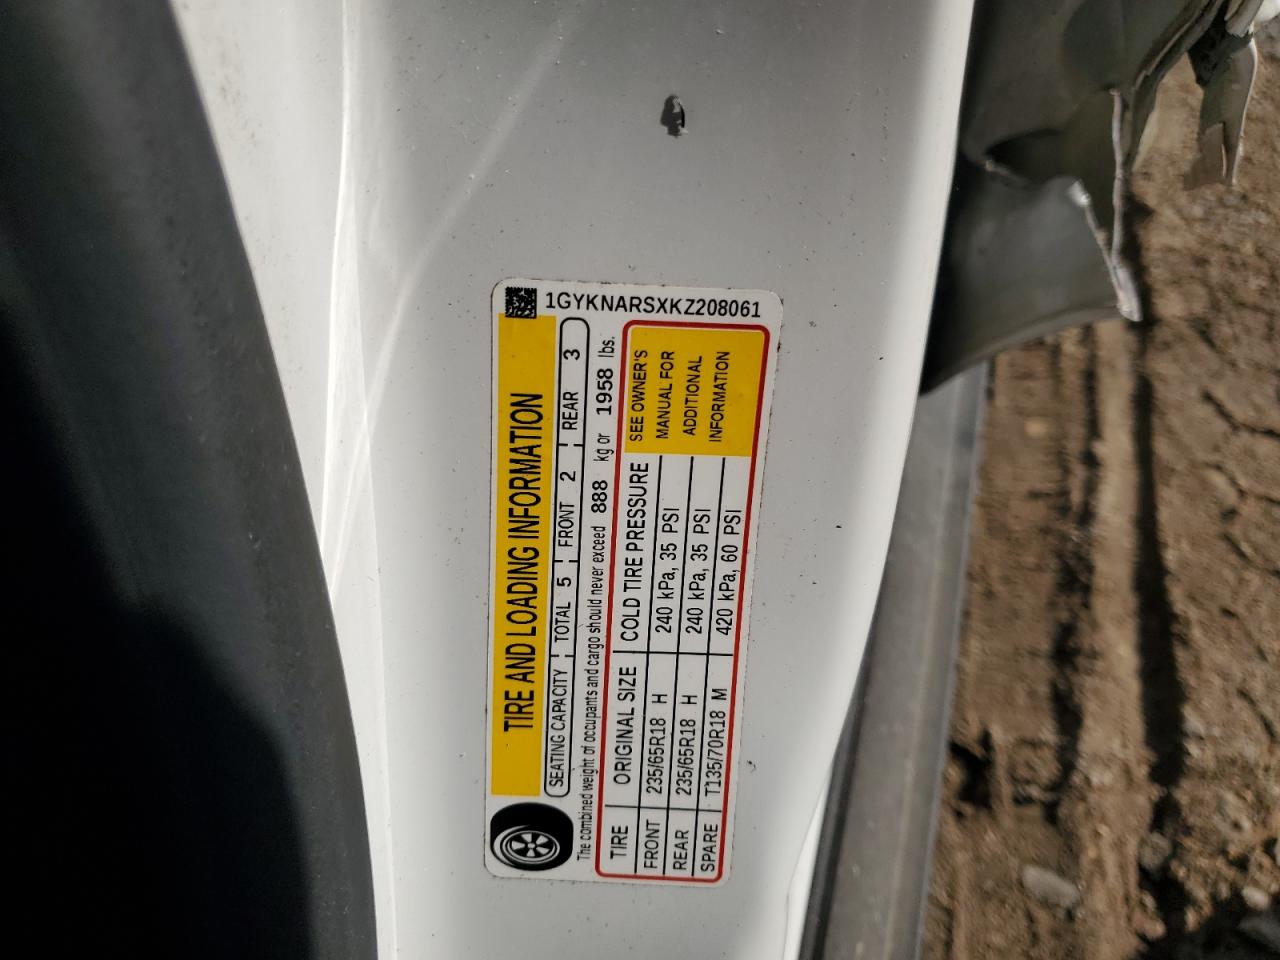 1GYKNARSXKZ208061
TIRE AND LOADING INFORMATION
SEATING CAPACITY TOTAL 5 FRONT 2 REAR 3
The combined weight of occupants and cargo should never exceed 888 kg or 1958 lbs.
TIRE ORIGINAL SIZE COLD TIRE PRESSURE
FRONT 235/65R18 H 240 kPa, 35 PSI
REAR 235/65R18 H 240 kPa, 35 PSI
SPARE T135/70R18 M 420 kPa, 60 PSI
SEE OWNER'S
MANUAL FOR
ADDITIONAL
INFORMATION